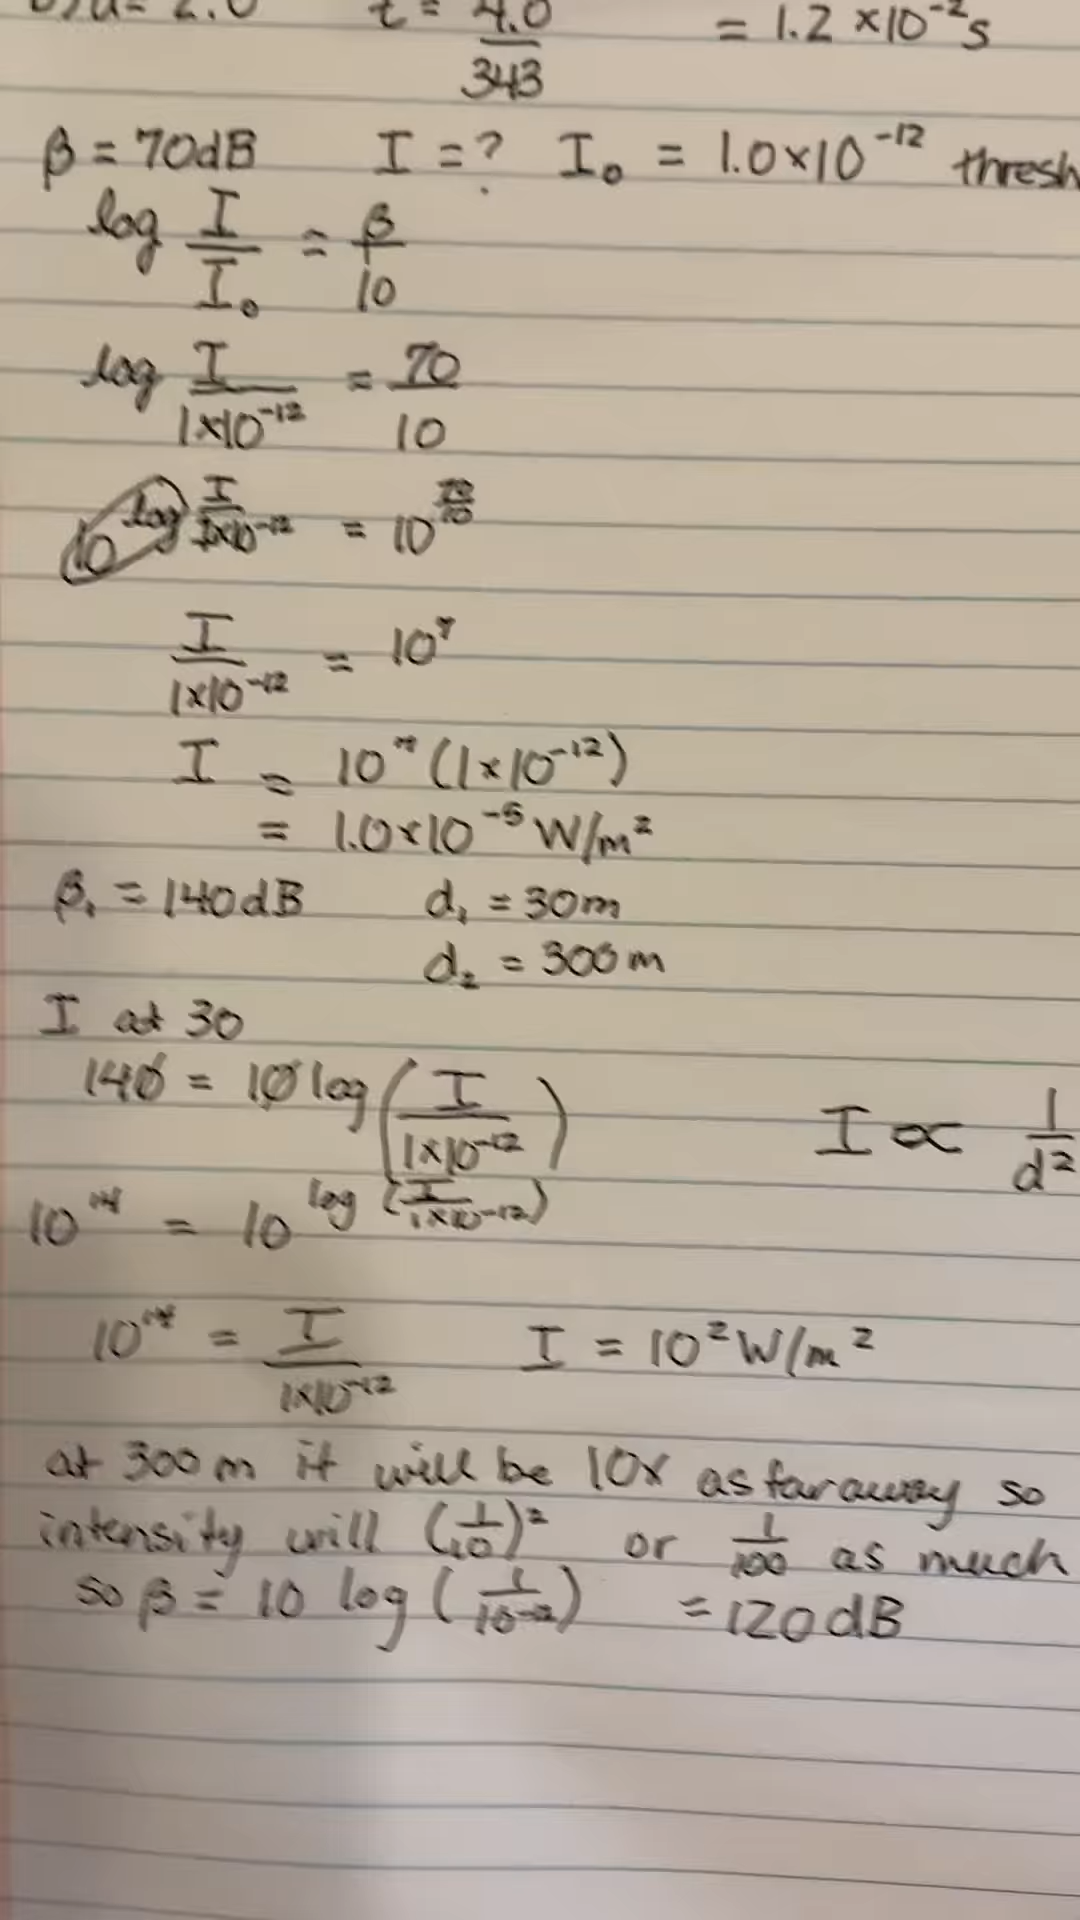 t = 4.0/343 = 1.2 × 10⁻² s
β = 70dB I = ? I₀ = 1.0×10⁻¹² thresh
log I/I₀ = β/10
log I/1×10⁻¹² = 70/10
10^(log I/1×10⁻¹²) = 10^(70/10)
I/1×10⁻¹² = 10⁷
I = 10⁷ (1×10⁻¹²)
= 1.0×10⁻⁵ W/m²
β₁ = 140dB d₁ = 30m
d₂ = 300m
I at 30
140 = 10 log (I/1×10⁻¹²) I ∝ 1/d²
10¹⁴ = 10^(log (I/1×10⁻¹²))
10¹⁴ = I/1×10⁻¹² I = 10² W/m²
at 300m it will be 10x as far away so
intensity will (1/10)² or 1/100 as much
so β = 10 log (1/10⁻¹²) = 120dB